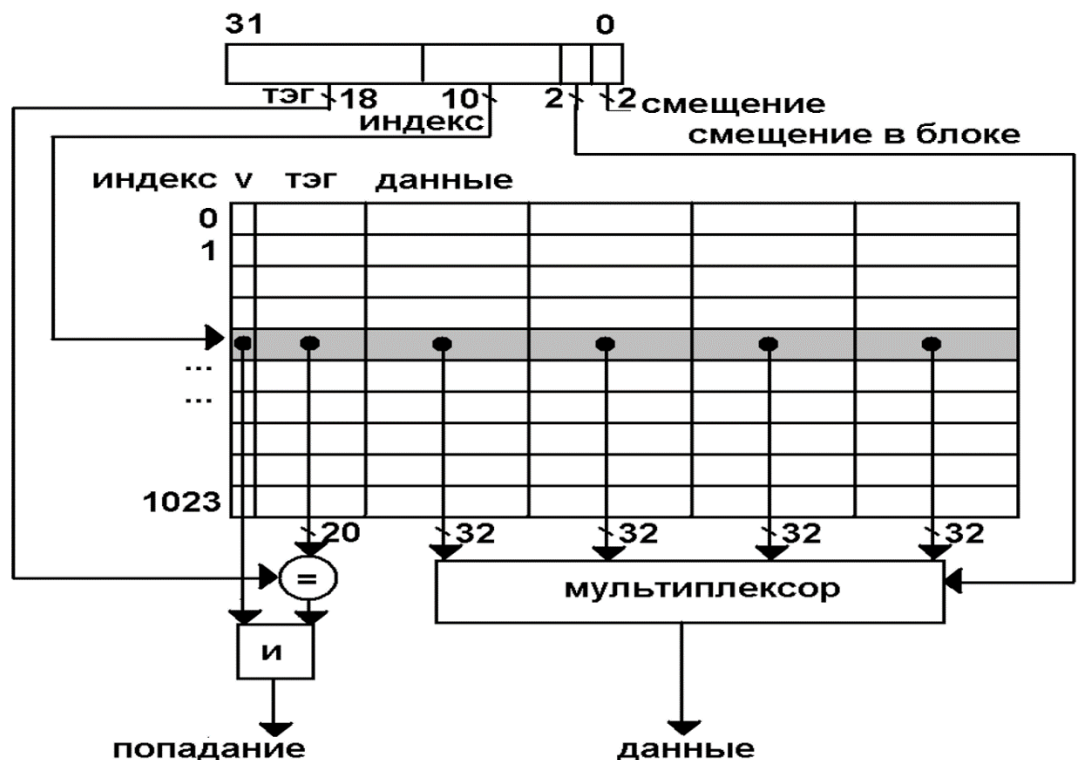 31 0
тэг 18 10 2 2 смещение
индекс смещение в блоке
индекс v тэг данные
0
1
...
...
1023
20 32 32 32 32
= мультиплексор
и
попадание данные